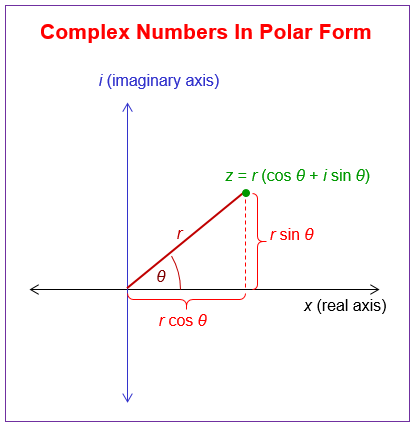 Complex Numbers In Polar Form
i (imaginary axis)
z = r (cos θ + i sin θ)
r
r sin θ
θ
x (real axis)
r cos θ